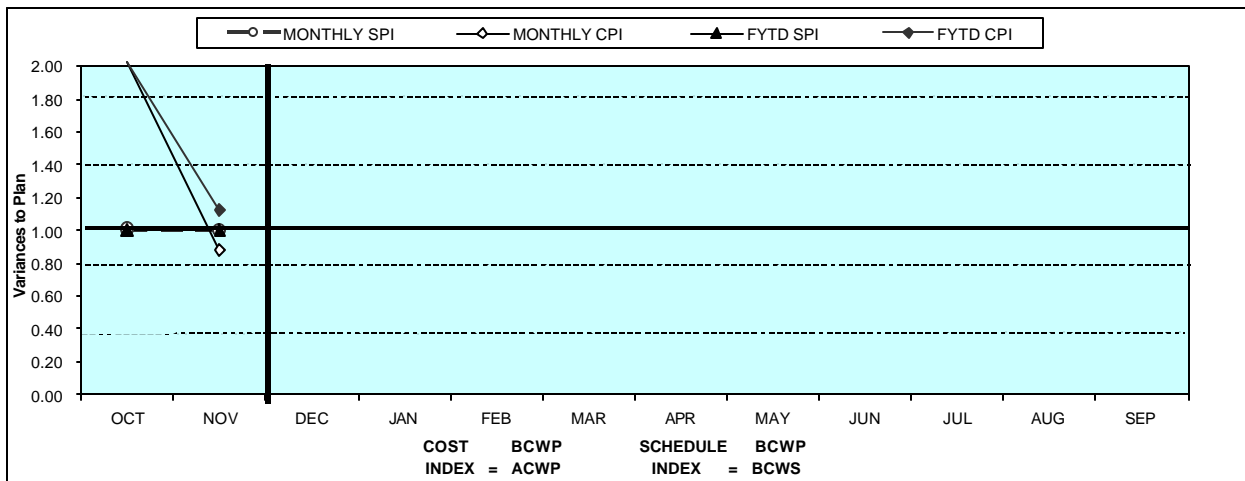 MONTHLY SPI MONTHLY CPI FYTD SPI FYTD CPI
Variances to Plan
2.00
1.80
1.60
1.40
1.20
1.00
0.80
0.60
0.40
0.20
0.00
OCT NOV DEC JAN FEB MAR APR MAY JUN JUL AUG SEP
COST BCWP SCHEDULE BCWP
INDEX = ACWP INDEX = BCWS